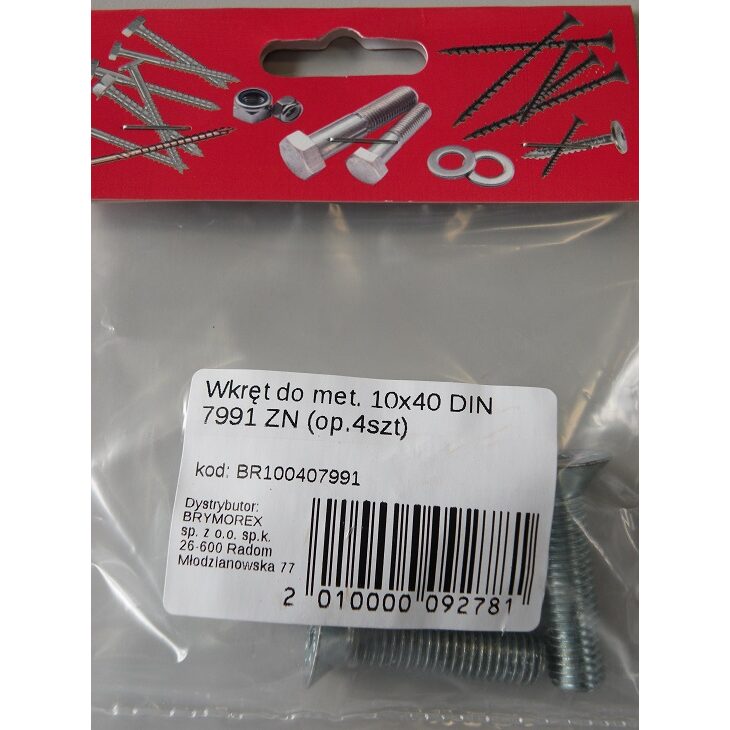 Wkręt do met. 10x40 DIN
7991 ZN (op.4szt)
kod: BR100407991
Dystrybutor:
BRYMOREX
sp. z o.o. sp.k.
26-600 Radom
Młodzianowska 77
2 010000 092781